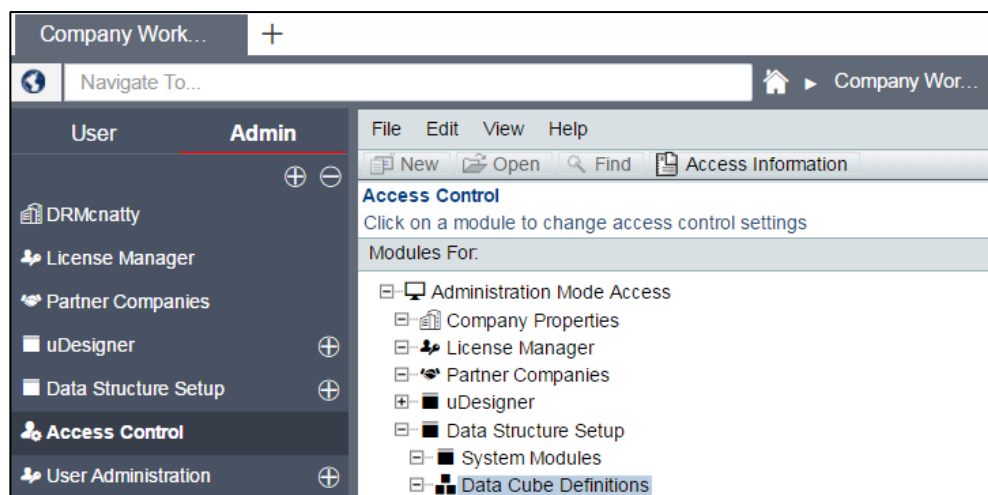 Company Work...
Navigate To...
Company Wor...
User Admin
DRMcnatty
License Manager
Partner Companies
uDesigner
Data Structure Setup
Access Control
User Administration
File Edit View Help
New Open Find Access Information
Access Control
Click on a module to change access control settings
Modules For:
Administration Mode Access
Company Properties
License Manager
Partner Companies
uDesigner
Data Structure Setup
System Modules
Data Cube Definitions